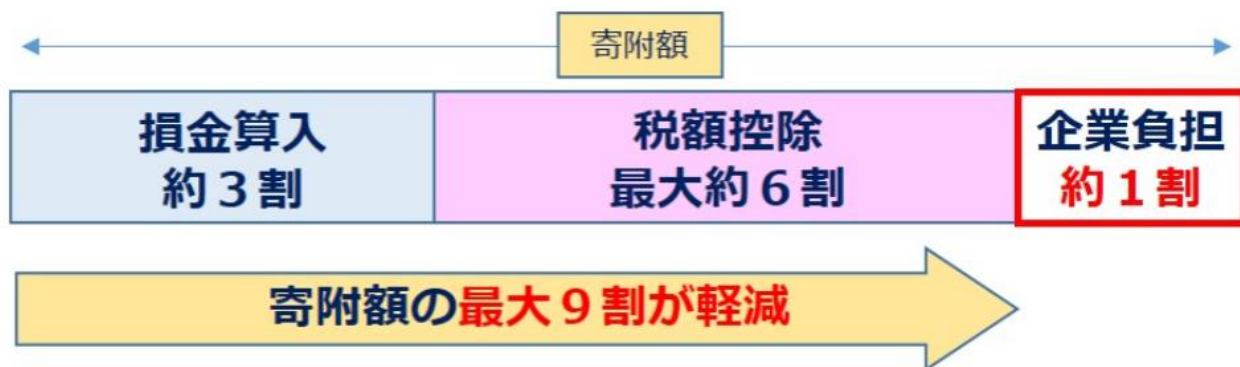 寄附額
損金算入
約３割
税額控除
最大約６割
企業負担
約１割
寄附額の最大９割が軽減